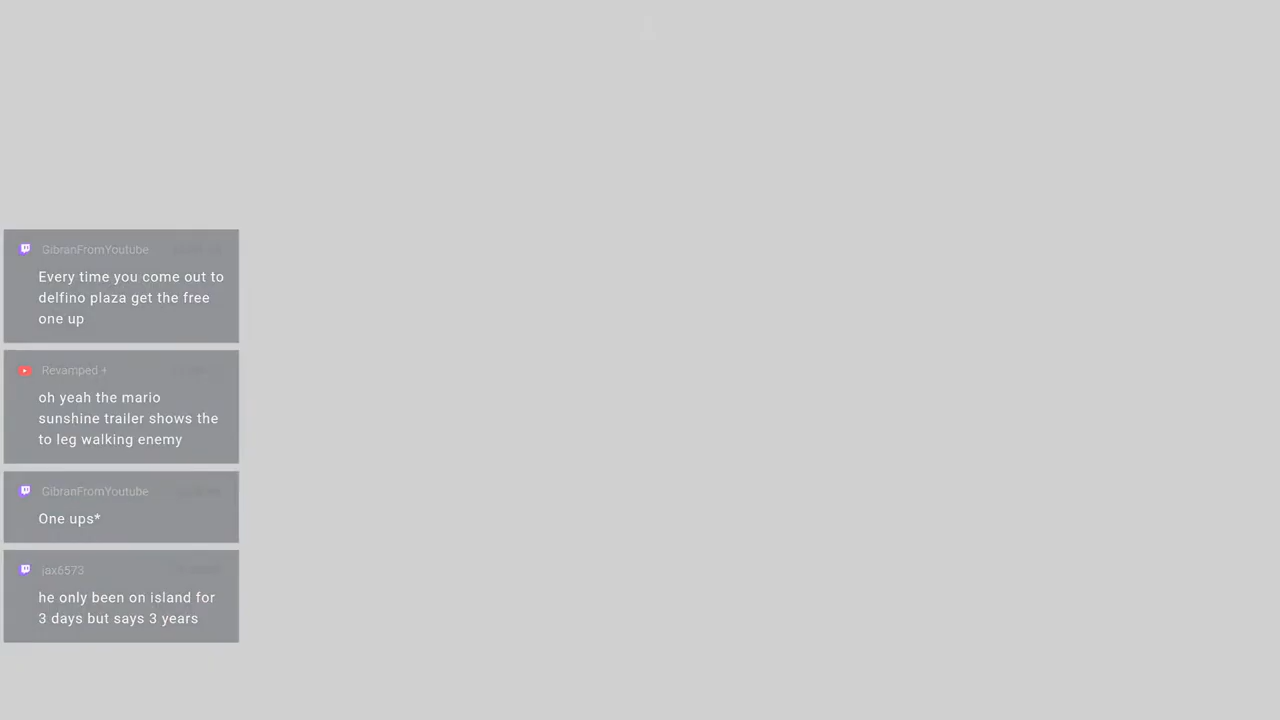 GibranFromYoutube
Every time you come out to
delfino plaza get the free
one up
Revamped +
oh yeah the mario
sunshine trailer shows the
to leg walking enemy
GibranFromYoutube
One ups*
jax6573
he only been on island for
3 days but says 3 years